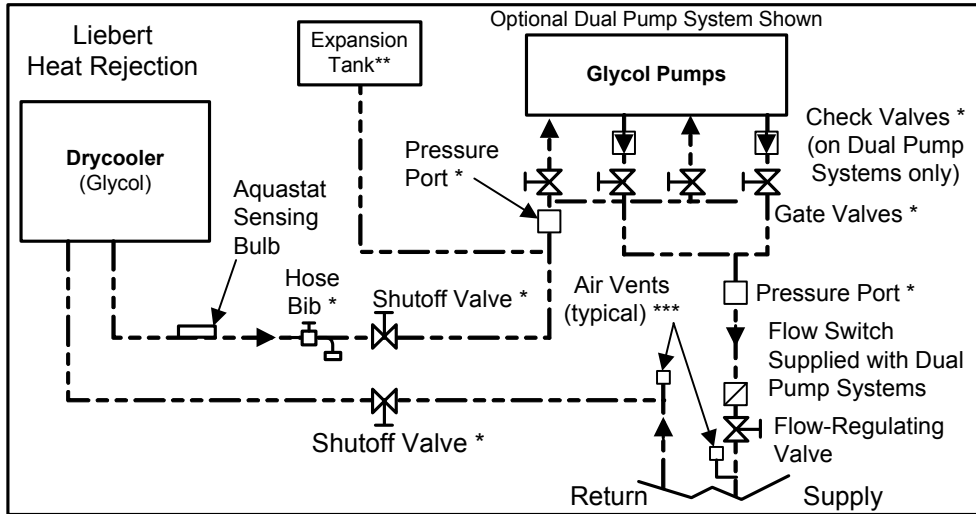 Optional Dual Pump System Shown
Liebert
Heat Rejection
Expansion
Tank**
Glycol Pumps
Drycooler
(Glycol)
Check Valves *
(on Dual Pump
Systems only)
Pressure
Port *
Aquastat
Sensing
Bulb
Gate Valves *
Hose
Bib *
Shutoff Valve *
Air Vents
(typical) ***
Pressure Port *
Flow Switch
Supplied with Dual
Pump Systems
Shutoff Valve *
Flow-Regulating
Valve
Return
Supply